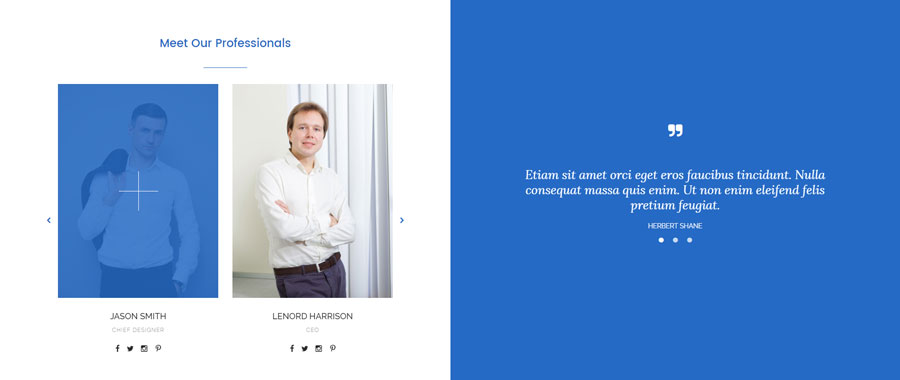 Meet Our Professionals
JASON SMITH
CHIEF DESIGNER
LENORD HARRISON
CEO
”
Etiam sit amet orci eget eros faucibus tincidunt. Nulla
consequat massa quis enim. Ut non enim eleifend felis
pretium feugiat.
HERBERT SHANE